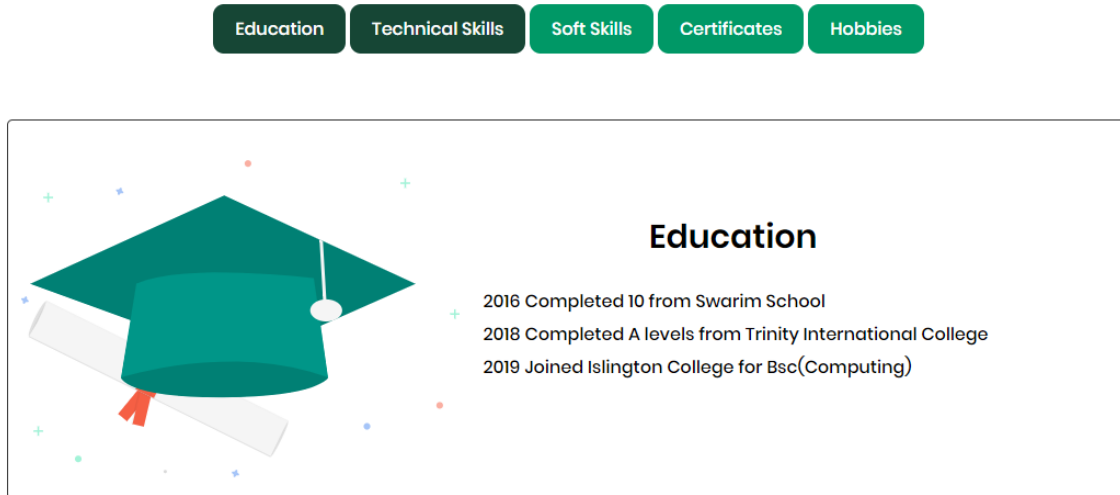 Education
Technical Skills
Soft Skills
Certificates
Hobbies
Education
2016 Completed 10 from Swarim School
2018 Completed A levels from Trinity International College
2019 Joined Islington College for Bsc(Computing)